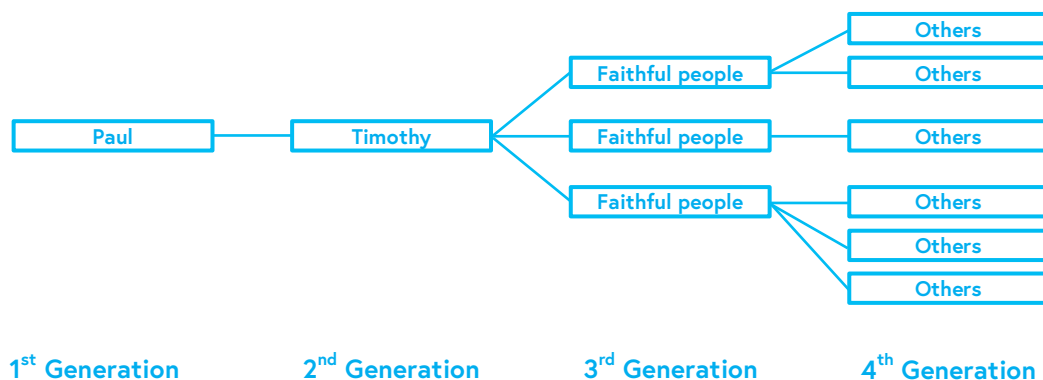 Others
Faithful people
Others
Paul
Timothy
Faithful people
Others
Faithful people
Others
Others
Others
1st Generation
2nd Generation
3rd Generation
4th Generation